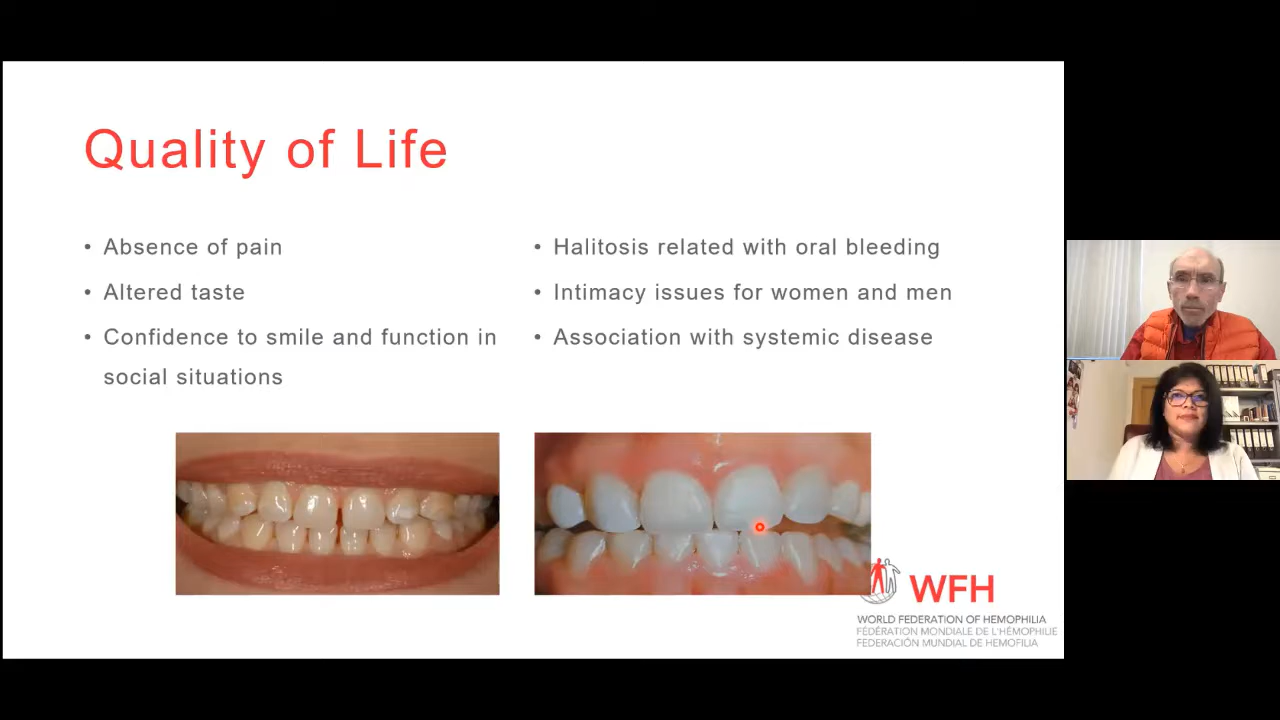 Quality of Life
• Absence of pain
• Altered taste
• Confidence to smile and function in
social situations
• Halitosis related with oral bleeding
• Intimacy issues for women and men
• Association with systemic disease
WFH
WORLD FEDERATION OF HEMOPHILIA
FÉDÉRATION MONDIALE DE L'HÉMOPHILIE
FEDERACIÓN MUNDIAL DE HEMOFILIA